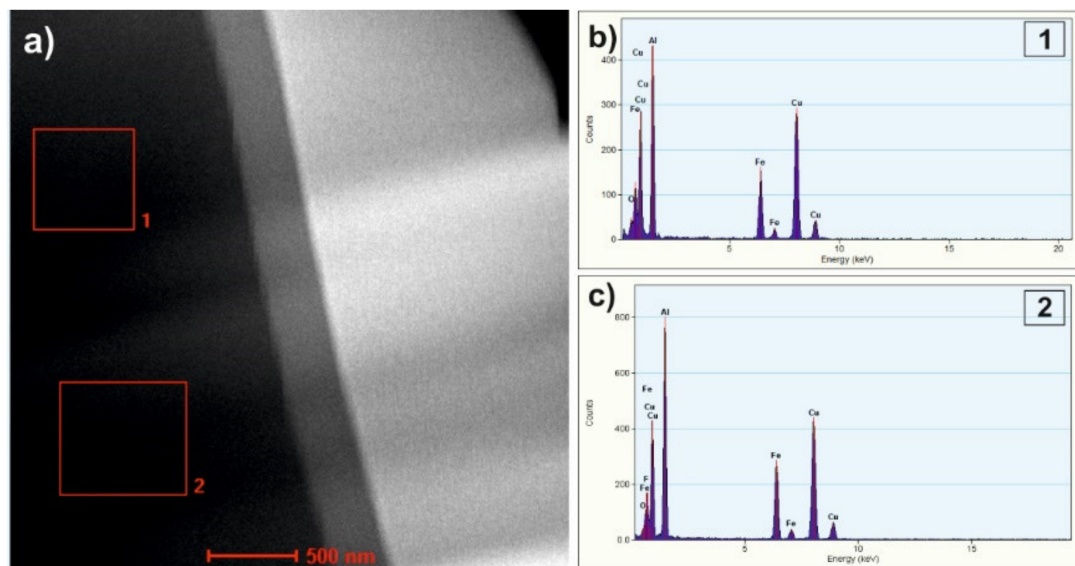 a)
1
2
500 nm
b)
1
Cu
Al
Cu
Cu
Fe
O
Fe
Fe
Cu
Cu
400
300
200
100
0
Counts
5
10
15
20
Energy (keV)
c)
2
Al
Fe
Cu
Cu
F
Fe
O
Fe
Fe
Cu
Cu
800
600
400
200
0.0
Counts
5
10
15
Energy (keV)